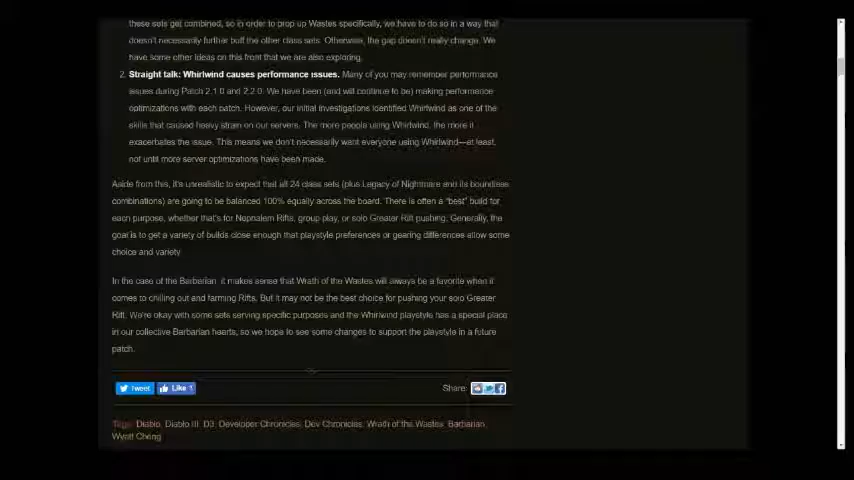 these sets get combined, so in order to prop up Wastes specifically, we have to do so in a way that
doesn't necessarily further buff the other class sets. Otherwise, the gap doesn't really change. We
have some other ideas on this front that we are also exploring.
2. Straight talk: Whirlwind causes performance issues. Many of you may remember performance
issues during Patch 2.1.0 and 2.2.0. We have been (and will continue to be) making performance
optimizations with each patch. However, our initial investigations identified Whirlwind as one of the
skills that caused heavy strain on our servers. The more people using Whirlwind, the more it
exacerbates the issue. This means we don't necessarily want everyone using Whirlwind—at least,
not until more server optimizations have been made.
Aside from this, it's unrealistic to expect that all 24 class sets (plus Legacy of Nightmare and its boundless
combinations) are going to be balanced 100% equally across the board. There is often a "best" build for
each purpose, whether that's for Nephalem Rifts, group play, or solo Greater Rift pushing. Generally, the
goal is to get a variety of builds close enough that playstyle preferences or gearing differences allow some
choice and variety.
In the case of the Barbarian, it makes sense that Wrath of the Wastes will always be a favorite when it
comes to chilling out and farming Rifts. But it may not be the best choice for pushing your solo Greater
Rift. We're okay with some sets serving specific purposes and the Whirlwind playstyle has a special place
in our collective Barbarian hearts, so we hope to see some changes to support the playstyle in a future
patch.
Tweet Like 1 Share:
Tags: Diablo, Diablo III, D3, Developer Chronicles, Dev Chronicles, Wrath of the Wastes, Barbarian,
Wyatt Cheng